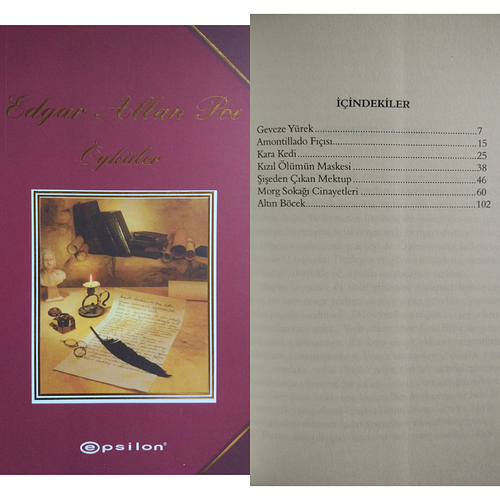 Edgar Allan Poe
Öyküler
epsilon®
İÇİNDEKİLER
Geveze Yürek..........7
Amontillado Fıçısı..........15
Kara Kedi..........25
Kızıl Ölümün Maskesi..........38
Şişeden Çıkan Mektup..........46
Morg Sokağı Cinayetleri..........60
Altın Böcek..........102